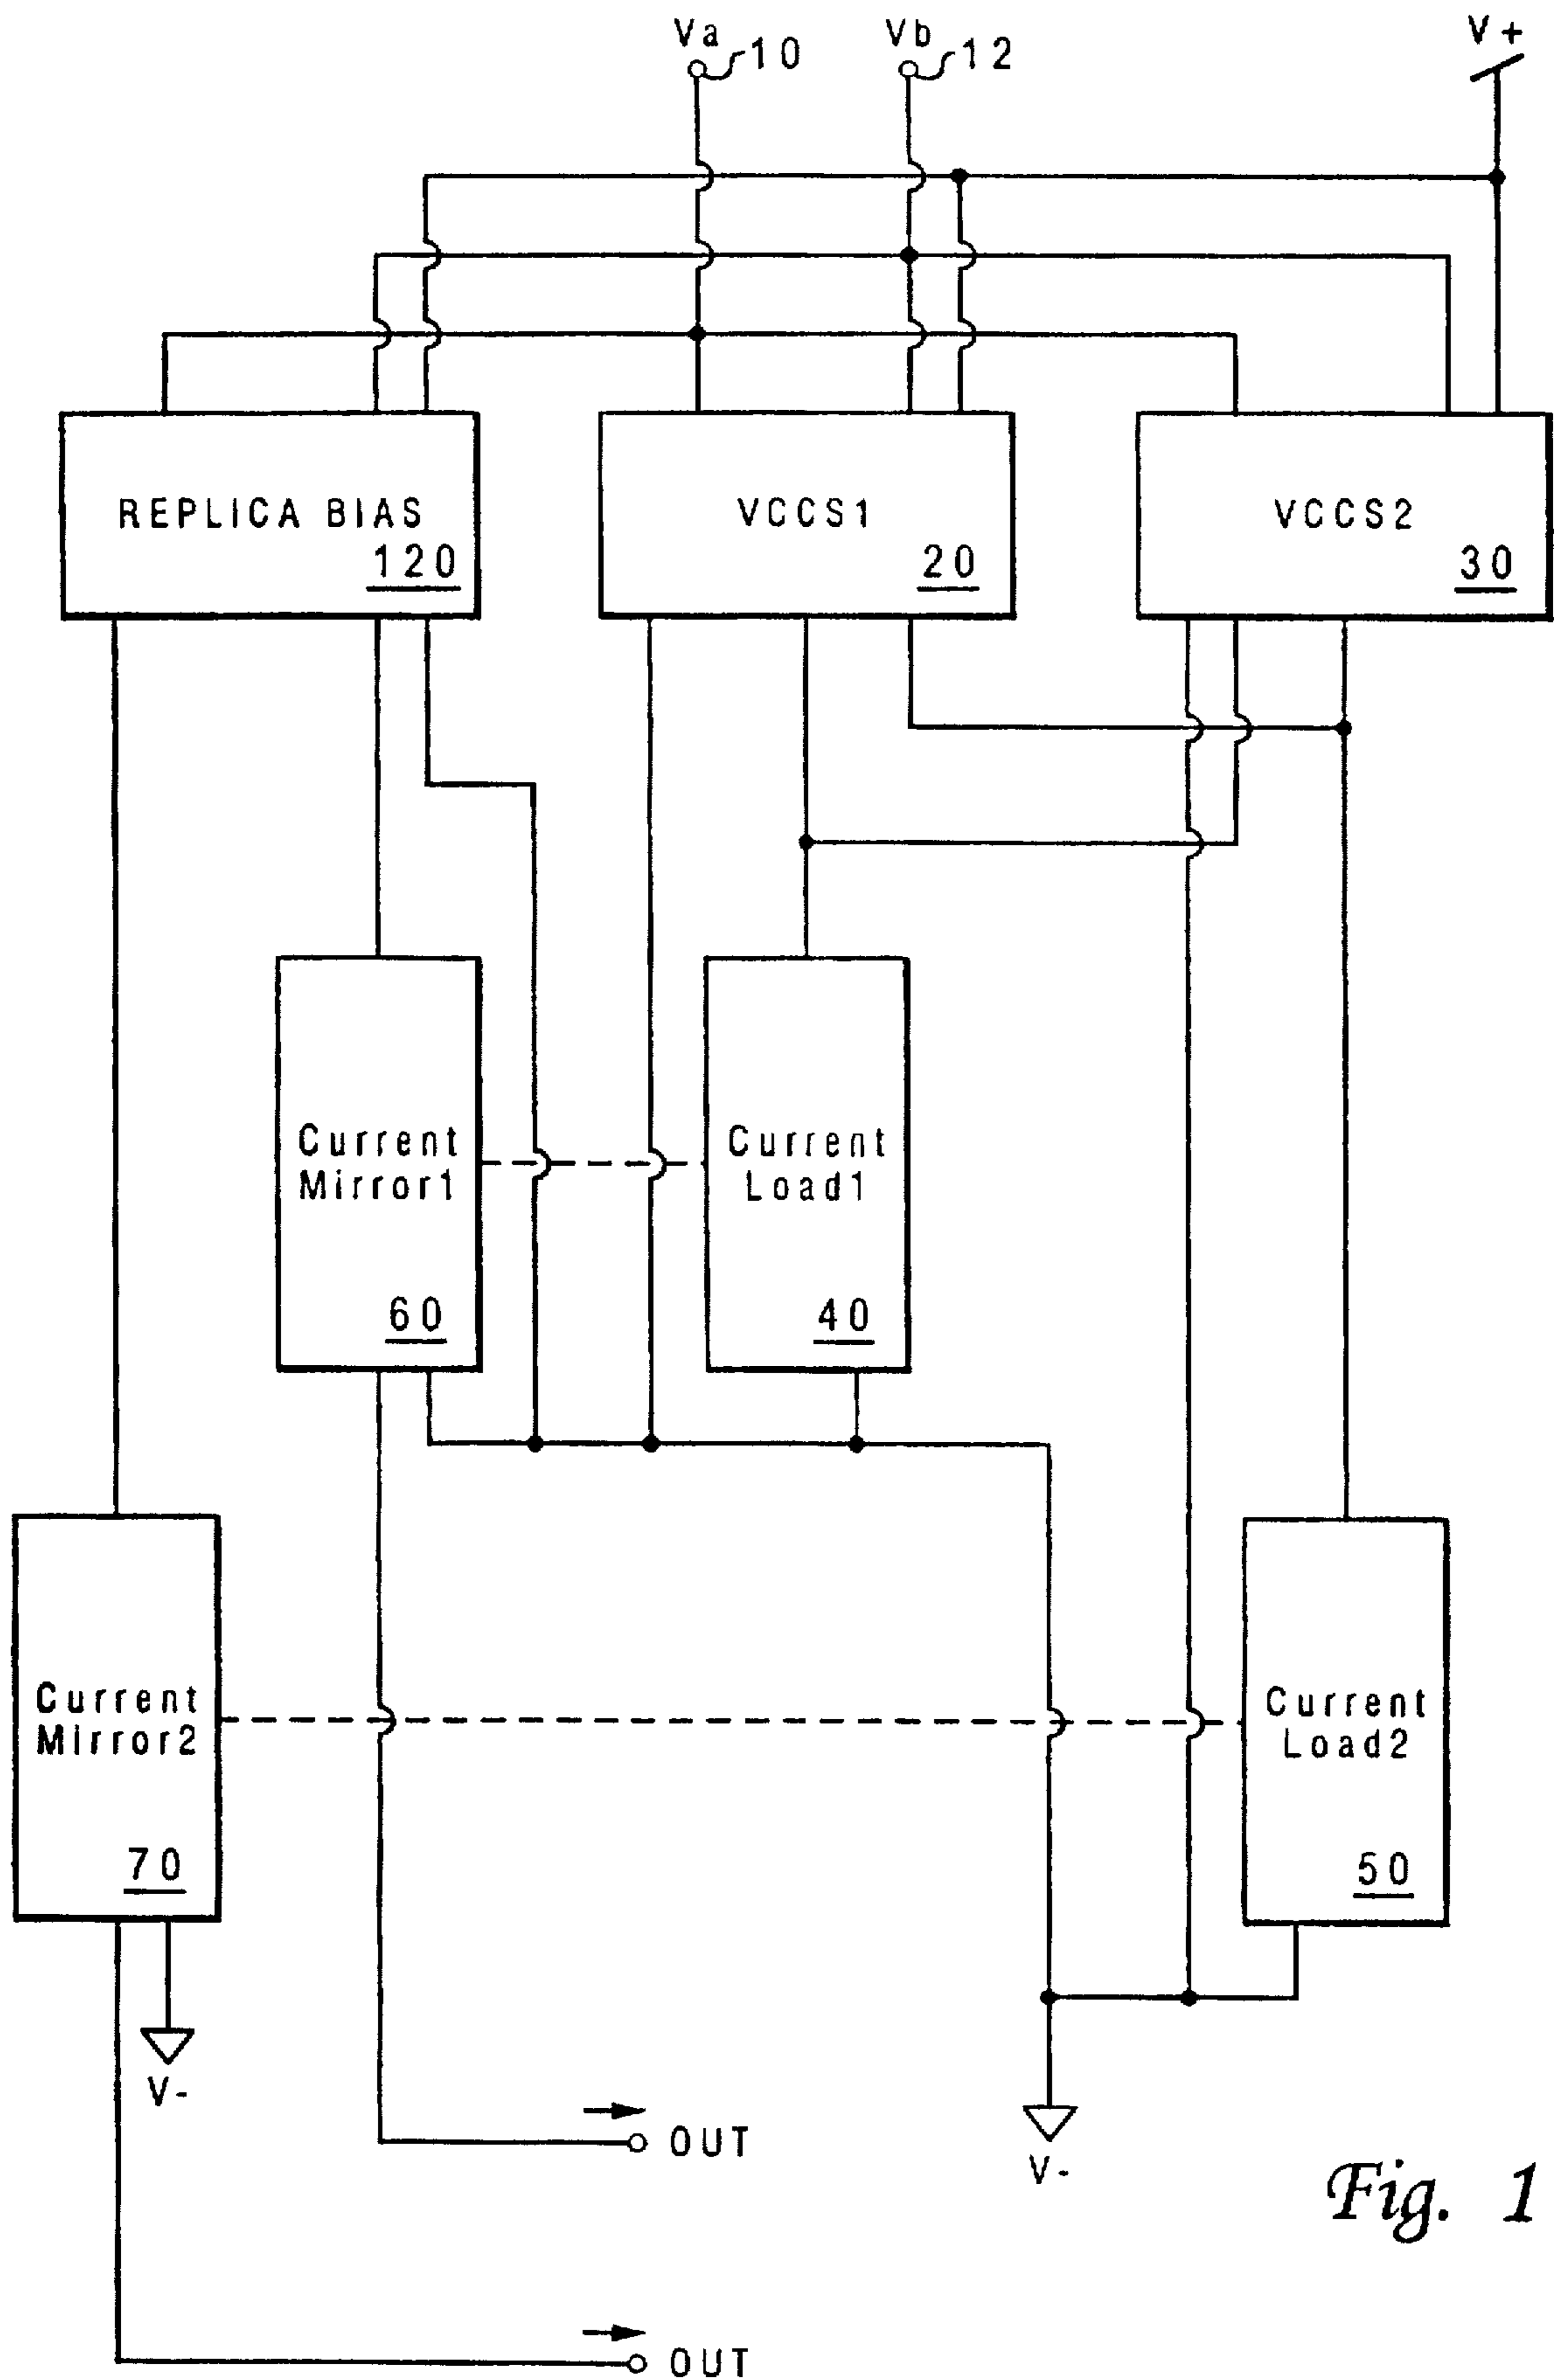 Va 10 Vb 12 V+
REPLICA BIAS
120
VCCS1
20
VCCS2
30
Current
Mirror1
60
Current
Load1
40
Current
Mirror2
70
Current
Load2
50
V-
OUT
V-
Fig. 1
OUT